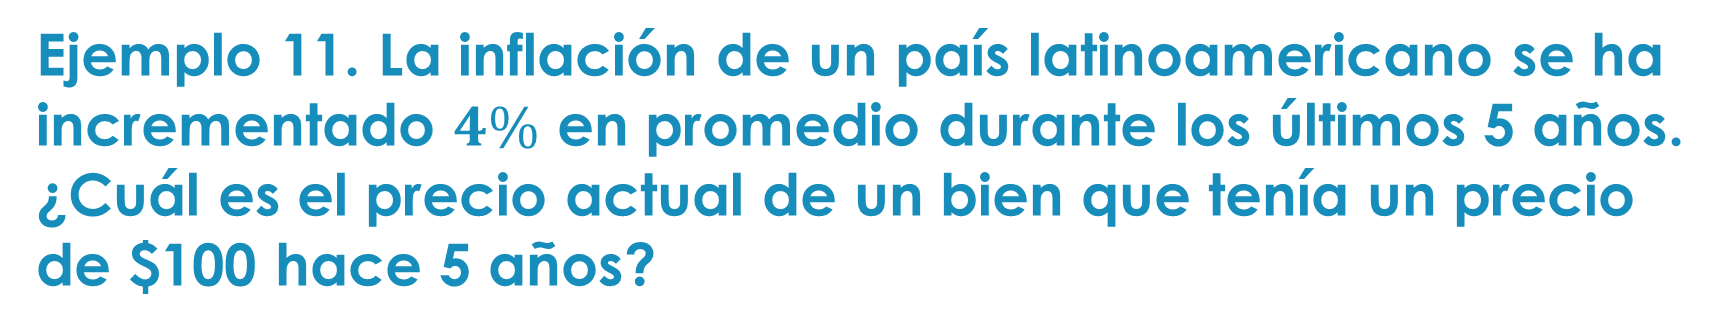 Ejemplo 11. La inflación de un país latinoamericano se ha
incrementado 4% en promedio durante los últimos 5 años.
¿Cuál es el precio actual de un bien que tenía un precio
de $100 hace 5 años?